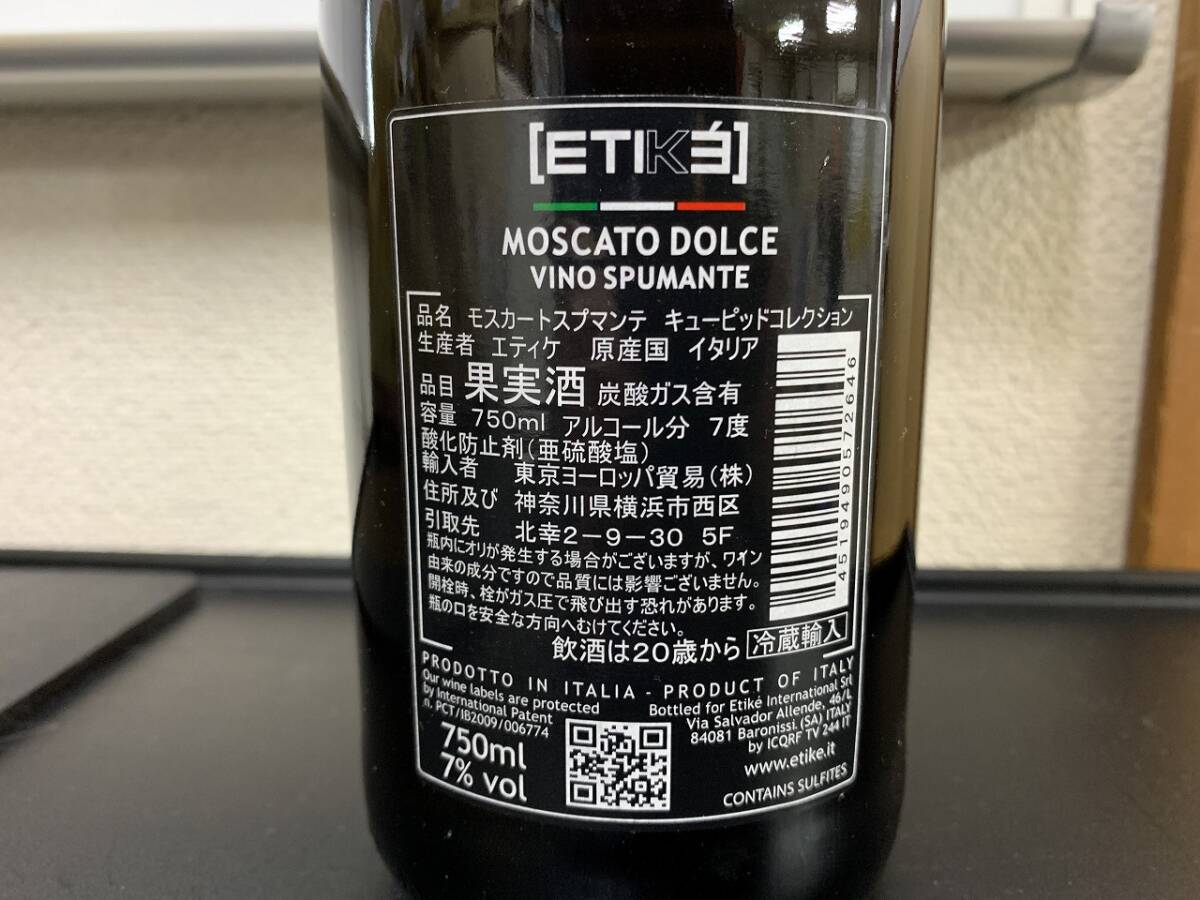 [ETIKÉ]
MOSCATO DOLCE
VINO SPUMANTE
品名 モスカートスプマンテ キューピッドコレクション
生産者 エティケ 原産国 イタリア
品目 果実酒 炭酸ガス含有
容量 750ml アルコール分 7度
酸化防止剤(亜硫酸塩)
輸入者 東京ヨーロッパ貿易(株)
住所及び 神奈川県横浜市西区
引取先 北幸2-9-30 5F
瓶内にオリが発生する場合がございますが、ワイン
由来の成分ですので品質には影響ございません。
開栓時、栓がガス圧で飛び出す恐れがあります。
瓶の口を安全な方向へむけてください。
飲酒は20歳から 冷蔵輸入
4519490572646
PRODOTTO IN ITALIA - PRODUCT OF ITALY
Our wine labels are protected
by International Patent
n. PCT/IB2009/006774
Bottled for Etiké International Srl
Via Salvador Allende, 46/L
84081 Baronissi (SA) ITALY
by ICQRF TV 244 IT
www.etike.it
750ml
7% vol
CONTAINS SULFITES